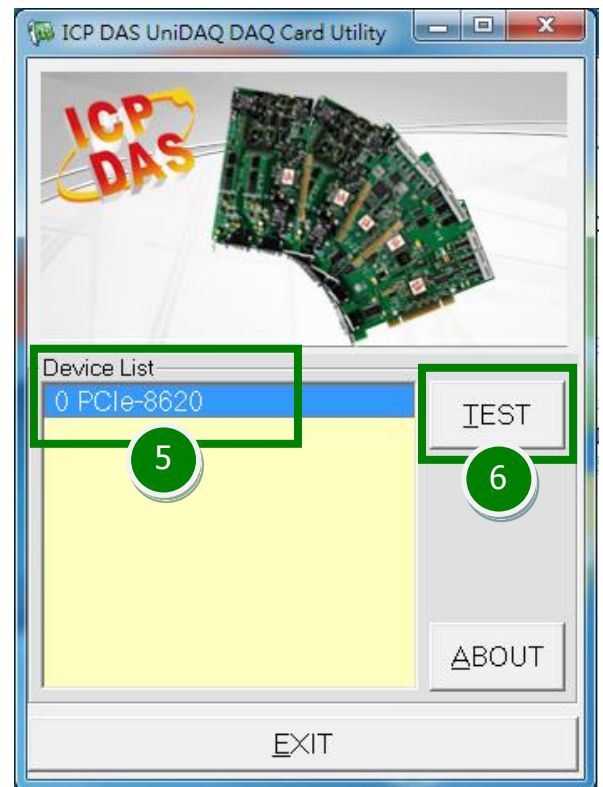 ICP DAS UniDAQ DAQ Card Utility
ICP
DAS
Device List
0 PCIe-8620
TEST
5
6
ABOUT
EXIT